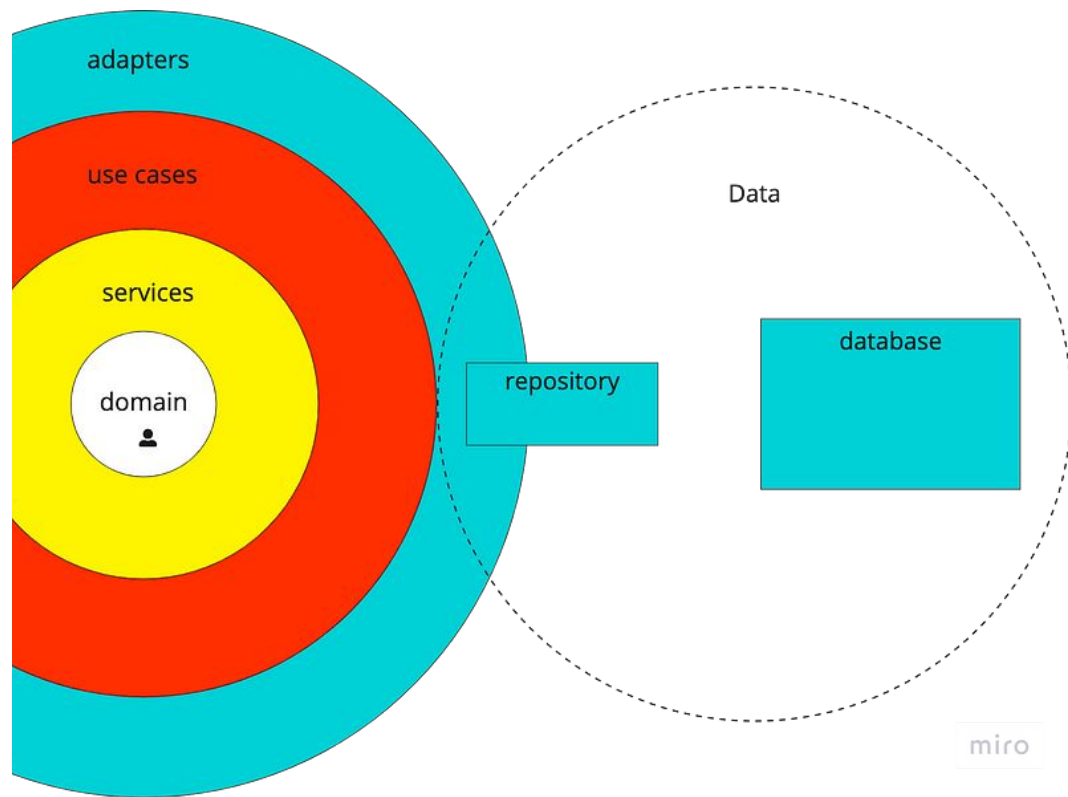 adapters
use cases
Data
services
database
repository
domain
miro